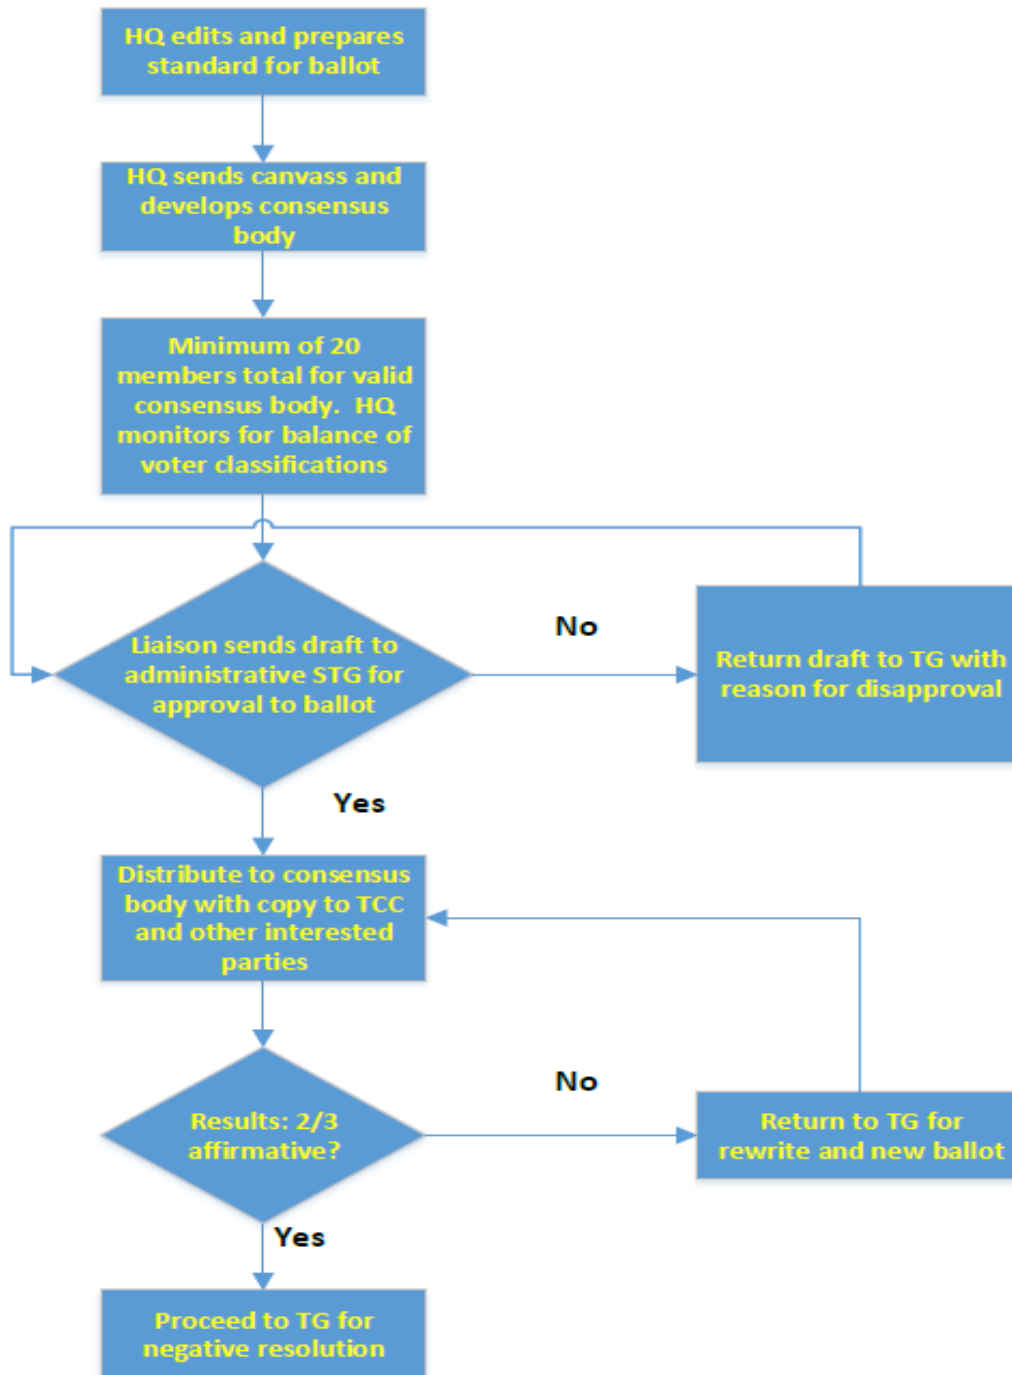 HQ edits and prepares
standard for ballot
HQ sends canvass and
develops consensus
body
Minimum of 20
members total for valid
consensus body.  HQ
monitors for balance of
voter classifications
Liaison sends draft to
administrative STG for
approval to ballot
No
Return draft to TG with
reason for disapproval
Yes
Distribute to consensus
body with copy to TCC
and other interested
parties
Results: 2/3
affirmative?
No
Return to TG for
rewrite and new ballot
Yes
Proceed to TG for
negative resolution